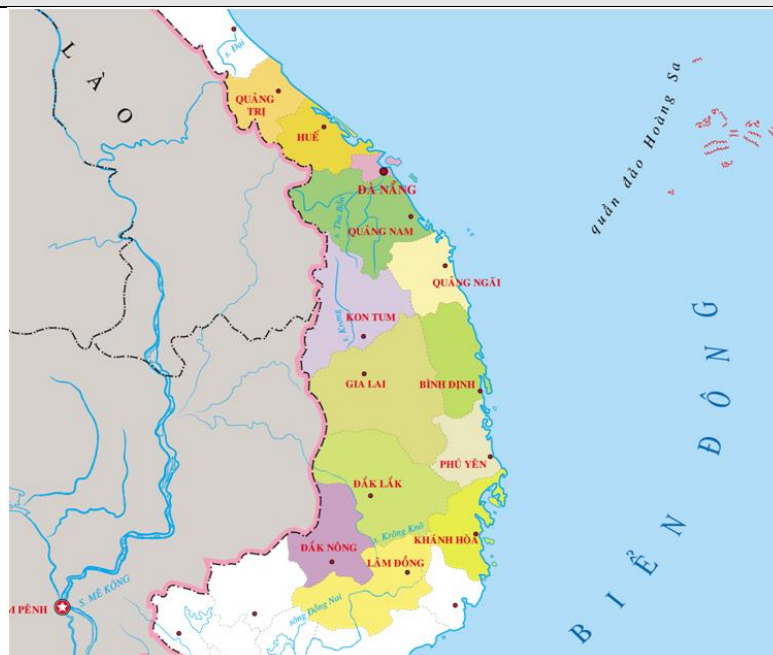 LÀO
s. Đại
QUẢNG
TRỊ
HUẾ
ĐÀ NẴNG
s. Thu Bồn
QUẢNG NAM
QUẢNG NGÃI
KON TUM
GIA LAI
BÌNH ĐỊNH
PHÚ YÊN
ĐẮK LẮK
s. Krông Knô
KHÁNH HÒA
ĐẮK NÔNG
LÂM ĐỒNG
sông Đồng Nai
S. MÊ KÔNG
M PÊNH
quần đảo Hoàng Sa
BIỂN ĐÔNG